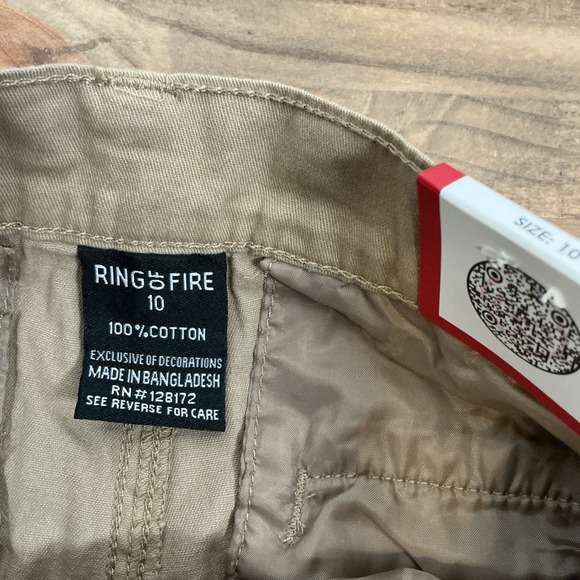 RING OF FIRE
10
100% COTTON
EXCLUSIVE OF DECORATIONS
MADE IN BANGLADESH
RN# 128172
SEE REVERSE FOR CARE
SIZE: 10